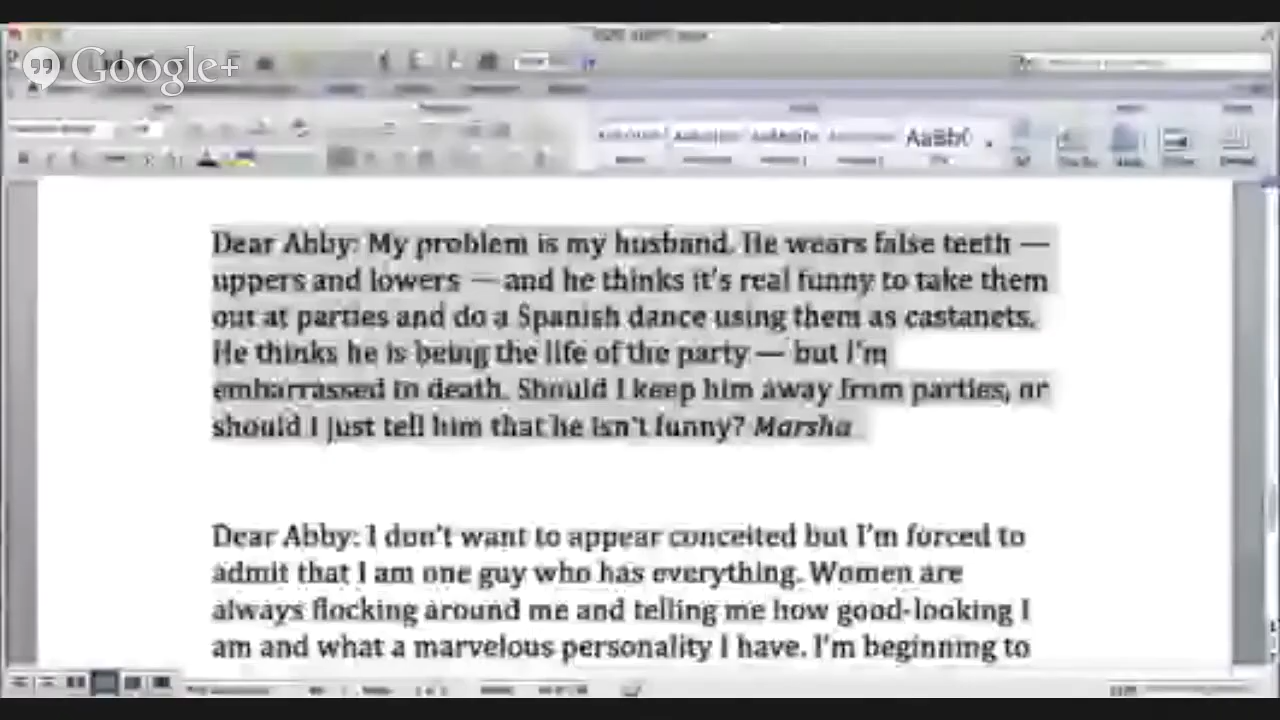 Google+
AaBbC
Dear Abby: My problem is my husband. He wears false teeth —
uppers and lowers — and he thinks it's real funny to take them
out at parties and do a Spanish dance using them as castanets.
He thinks he is being the life of the party — but I'm
embarrassed to death. Should I keep him away from parties, or
should I just tell him that he isn't funny? Marsha
Dear Abby: I don't want to appear conceited but I'm forced to
admit that I am one guy who has everything. Women are
always flocking around me and telling me how good-looking I
am and what a marvelous personality I have. I'm beginning to